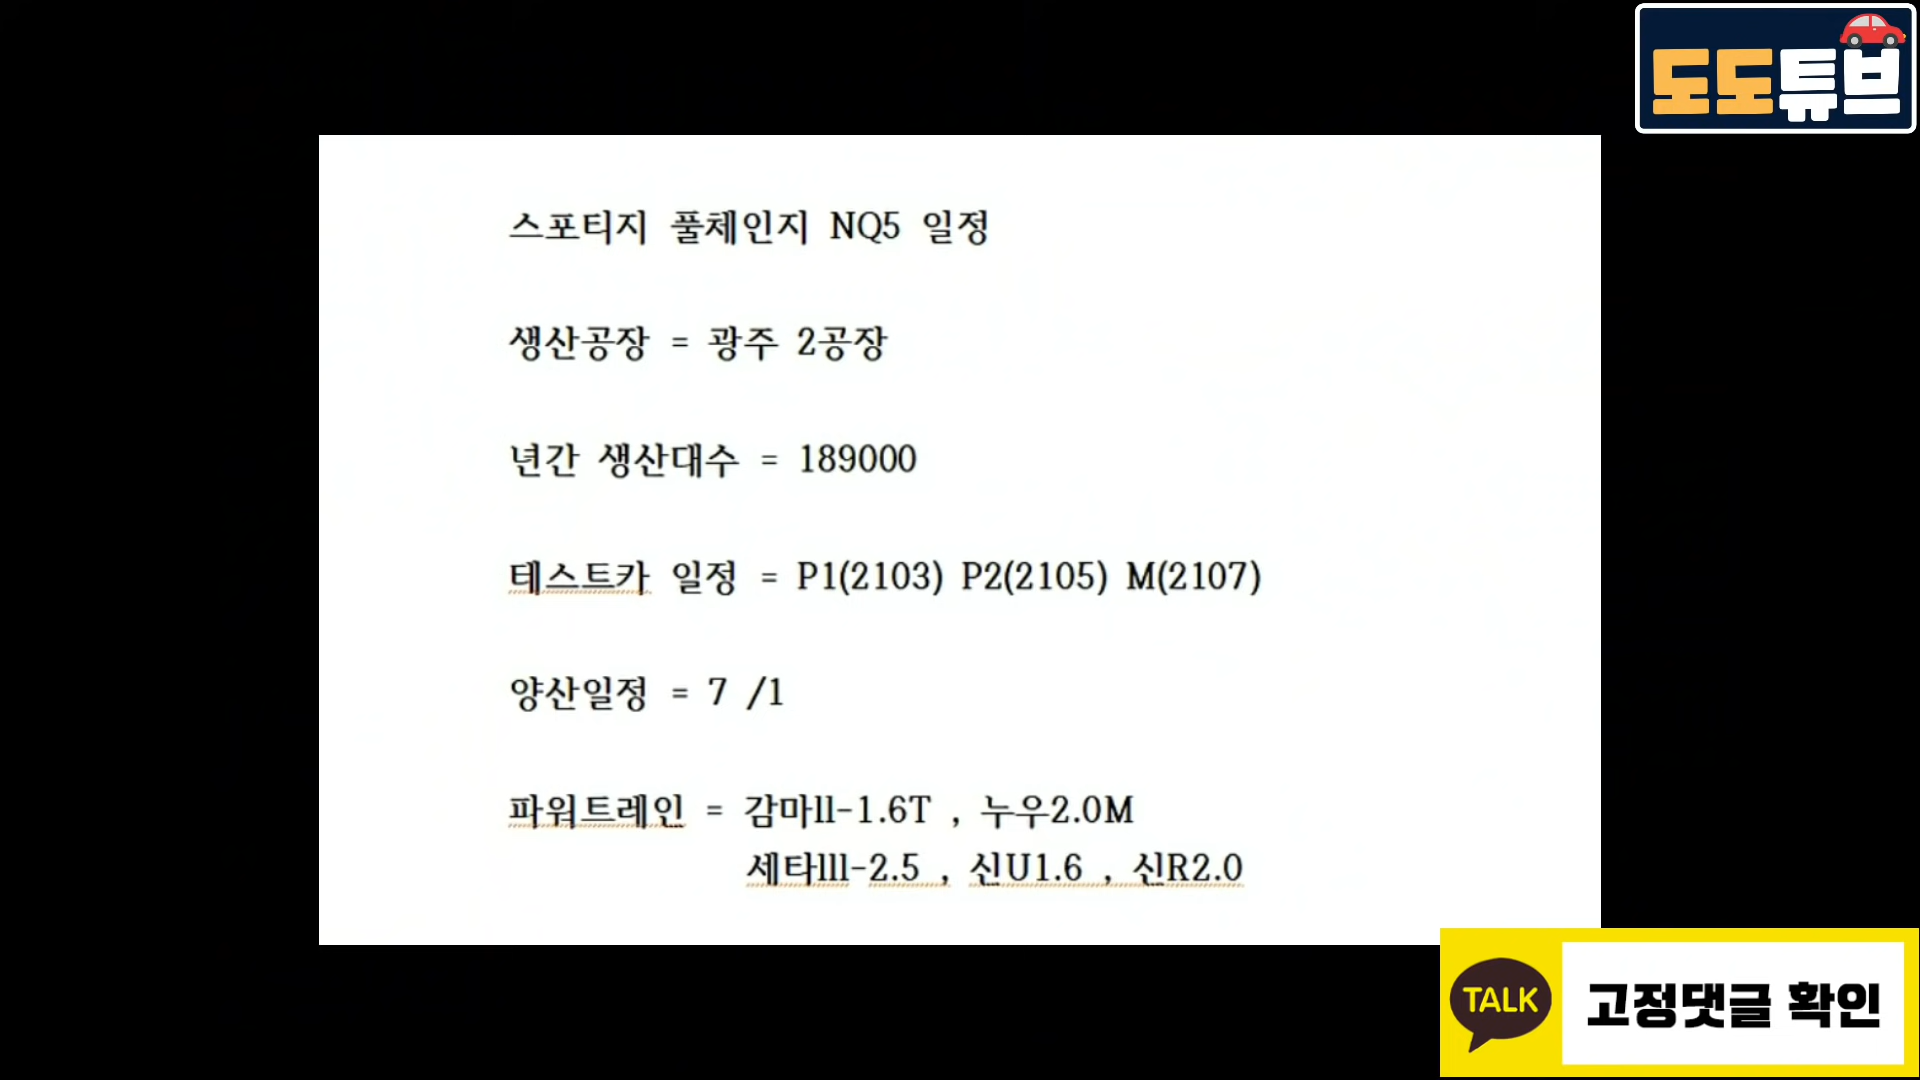 도도튜브
스포티지 풀체인지 NQ5 일정
생산공장 = 광주 2공장
년간 생산대수 = 189000
테스트카 일정 = P1(2103) P2(2105) M(2107)
양산일정 = 7 /1
파워트레인 = 감마ll-1.6T , 누우2.0M
세타lll-2.5 , 신U1.6 , 신R2.0
TALK
고정댓글 확인